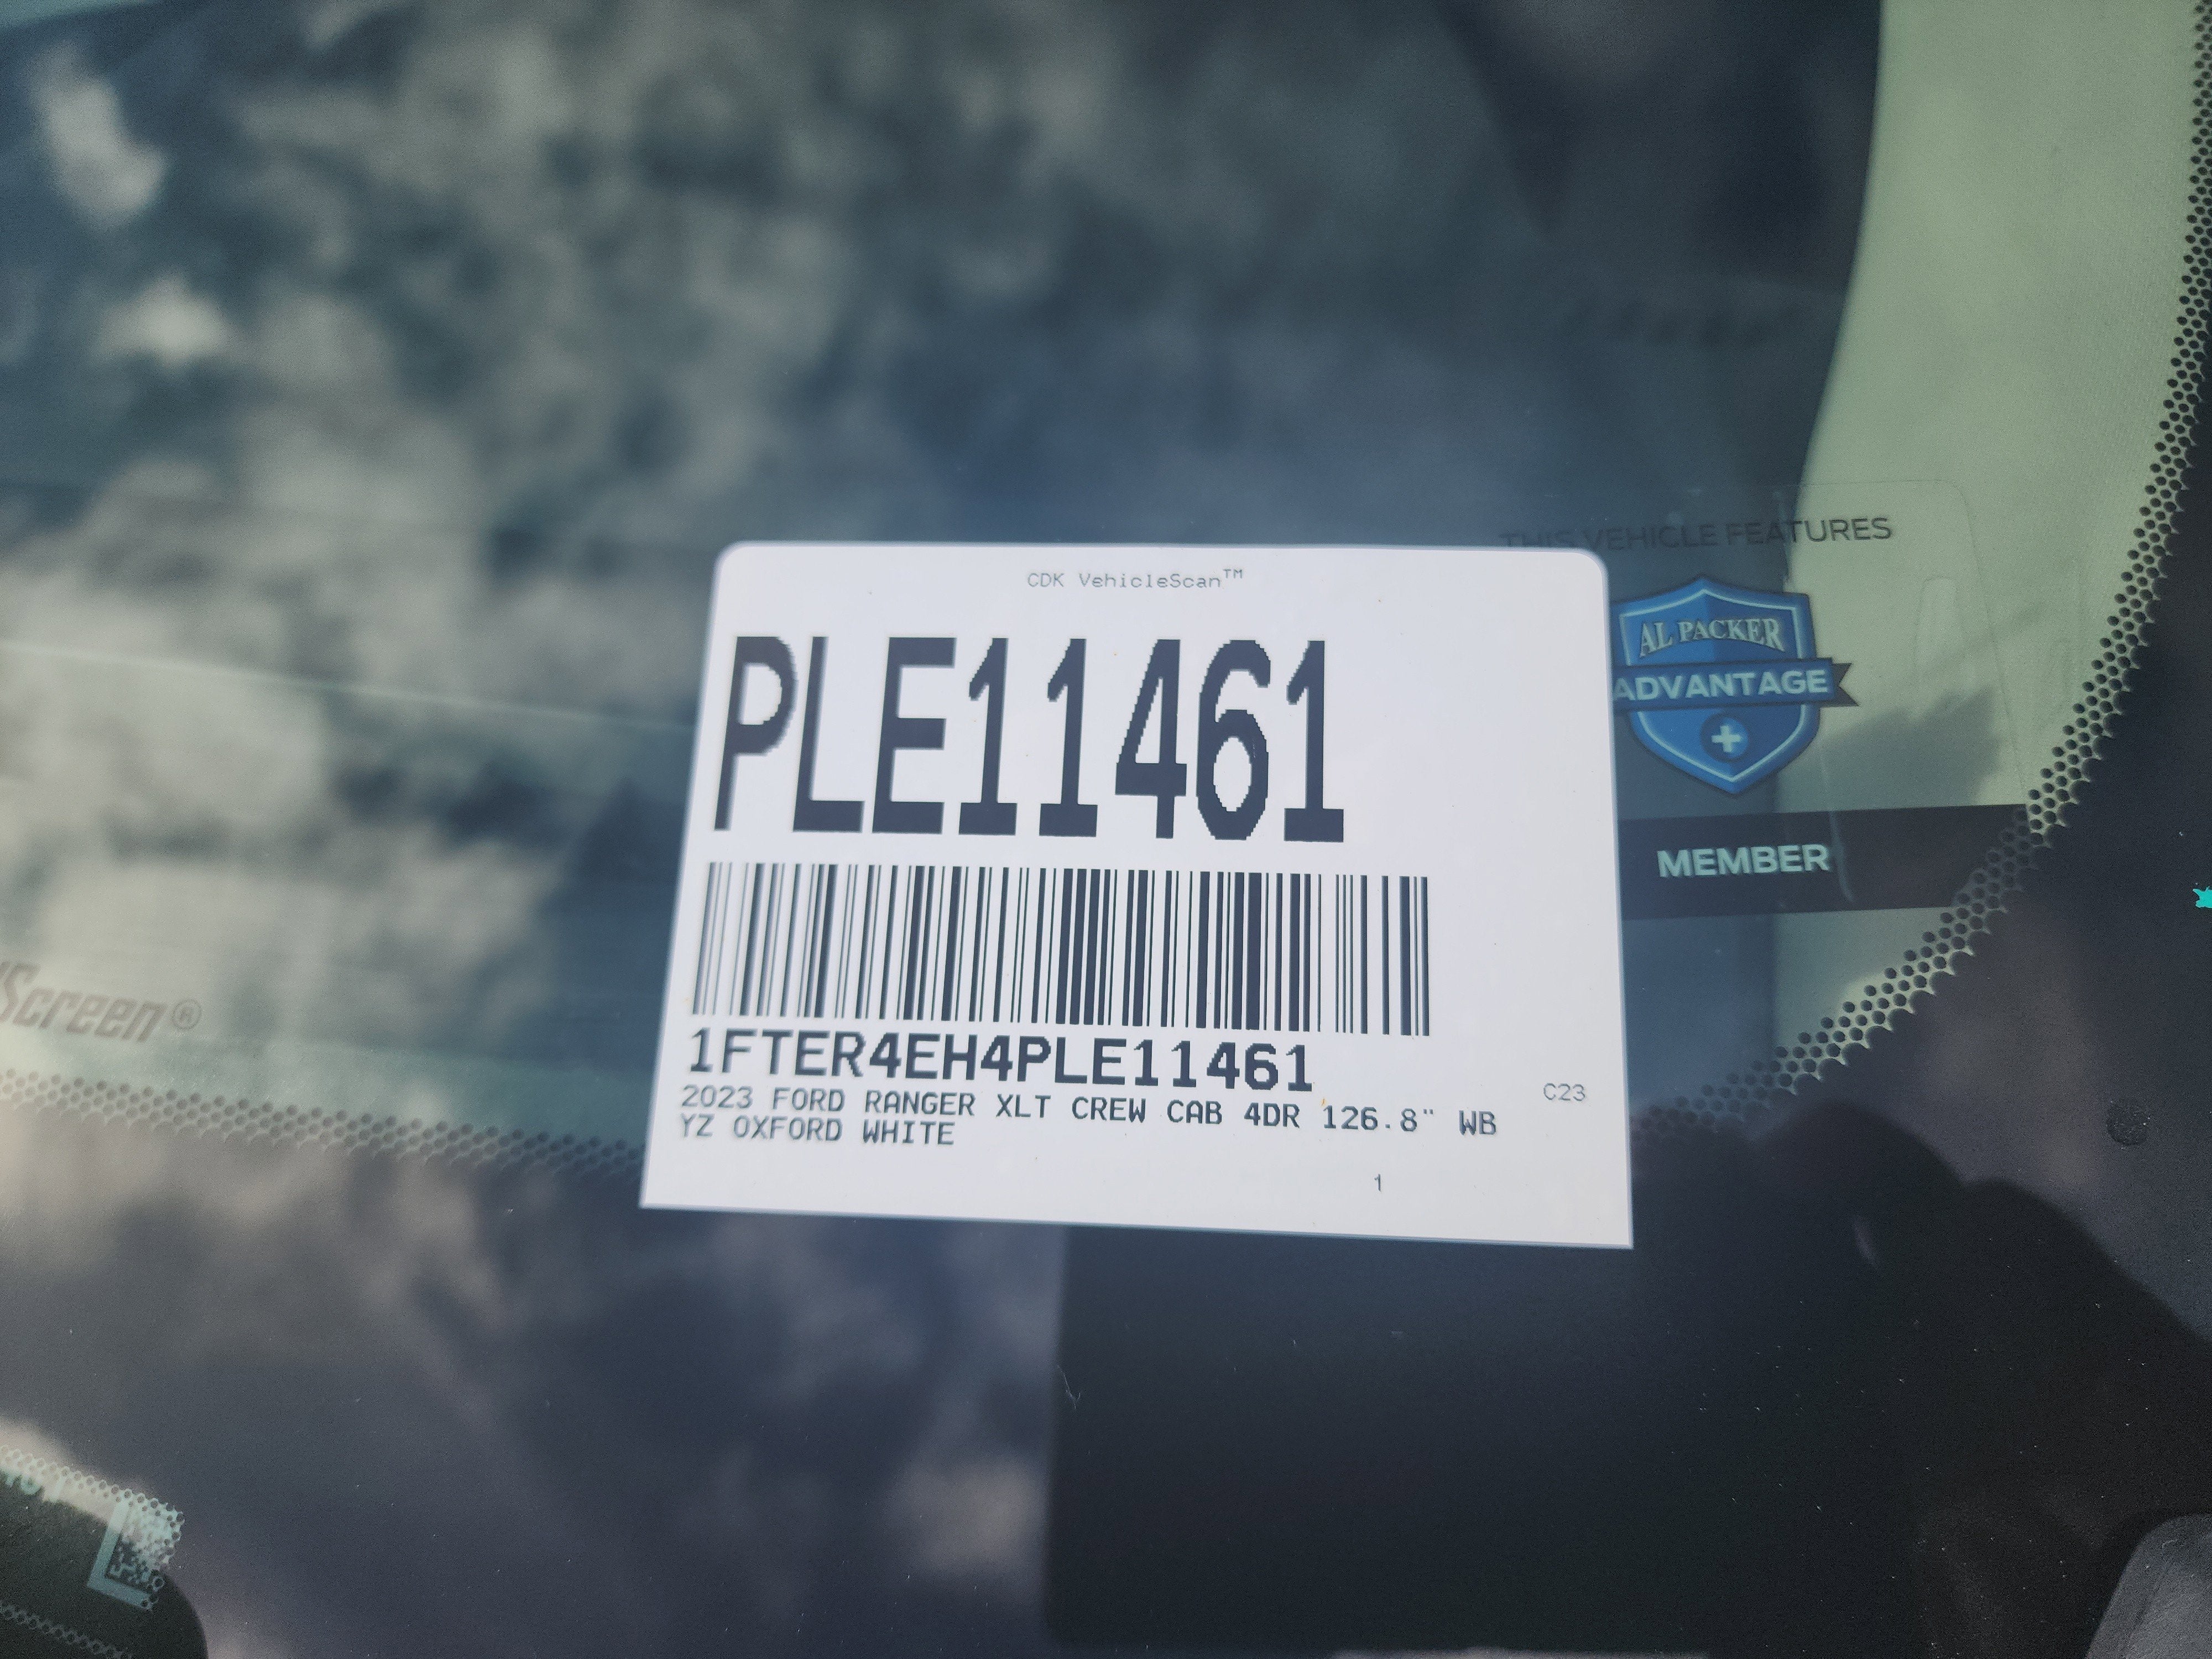 THIS VEHICLE FEATURES
CDK VehicleScan™
AL PACKER
ADVANTAGE
PLE11461
MEMBER
Screen®
1FTER4EH4PLE11461
2023 FORD RANGER XLT CREW CAB 4DR 126.8" WB
C23
YZ OXFORD WHITE
1